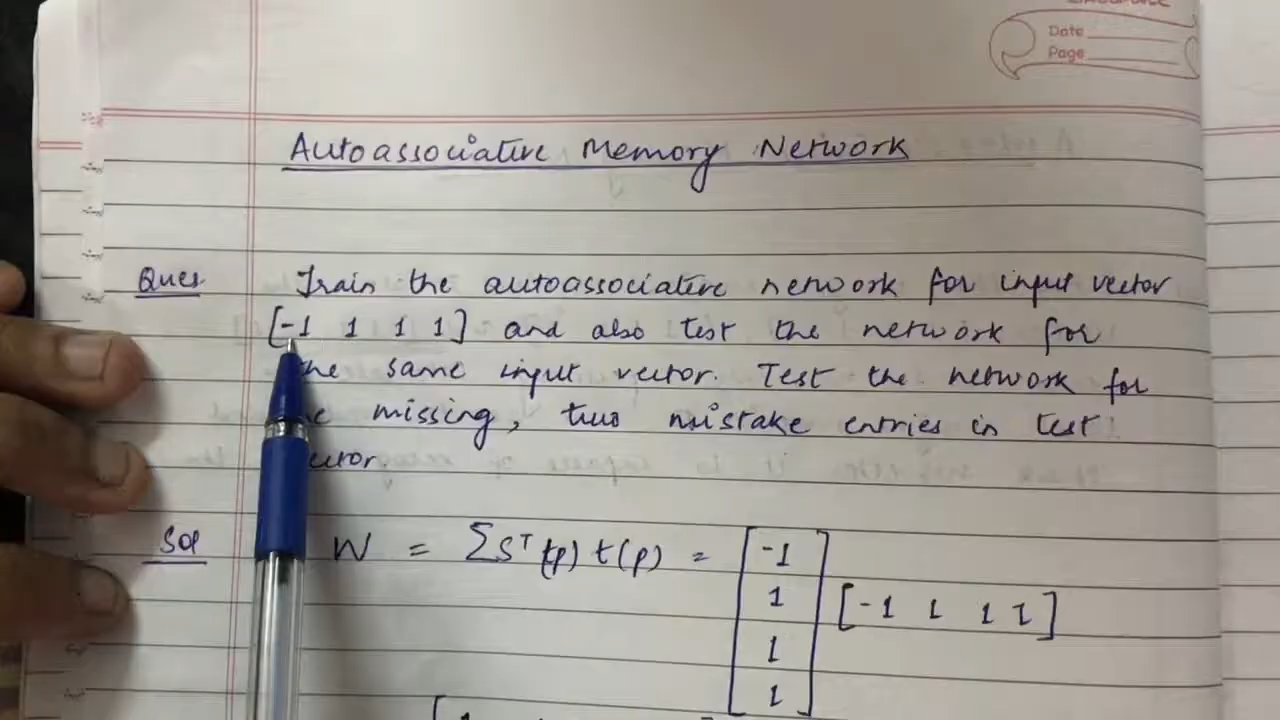 Date
Page
Autoassociative Memory Network
Ques Train the autoassociative network for input vector
[-1 1 1 1] and also test the network for
the same input vector. Test the network for
missing, two mistake entries in test
Sol W = ΣSᵀ(p) t(p) = [-1 1 1 1] [-1 1 1 1]